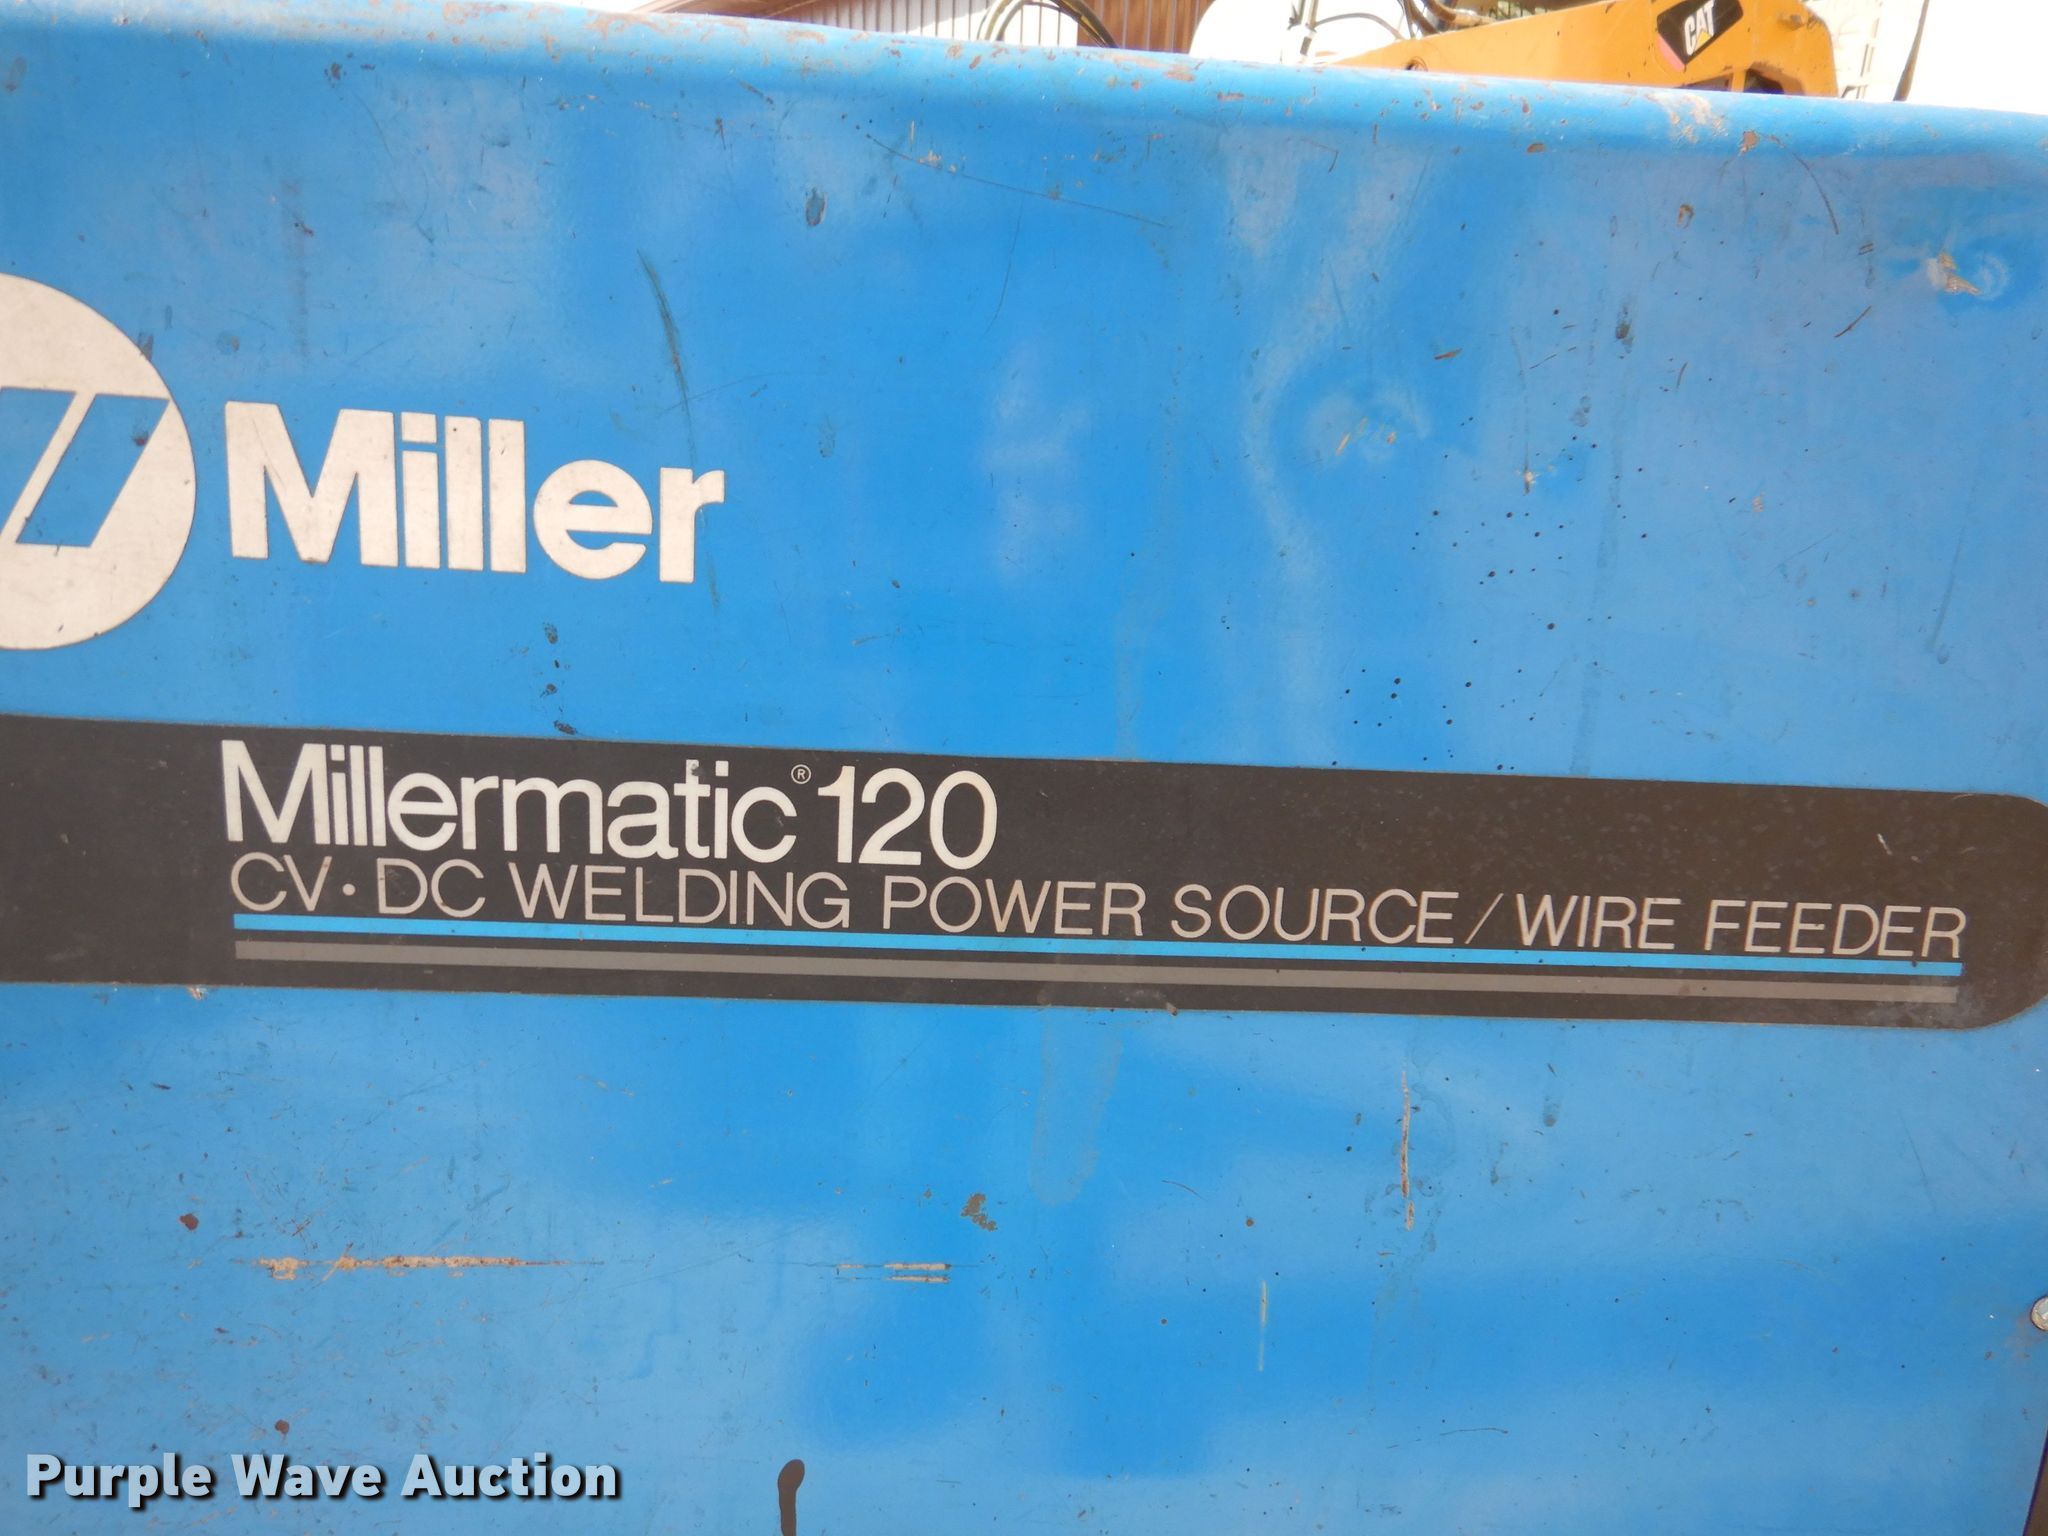 CAT
Miller
Millermatic® 120
CV·DC WELDING POWER SOURCE/WIRE FEEDER
Purple Wave Auction